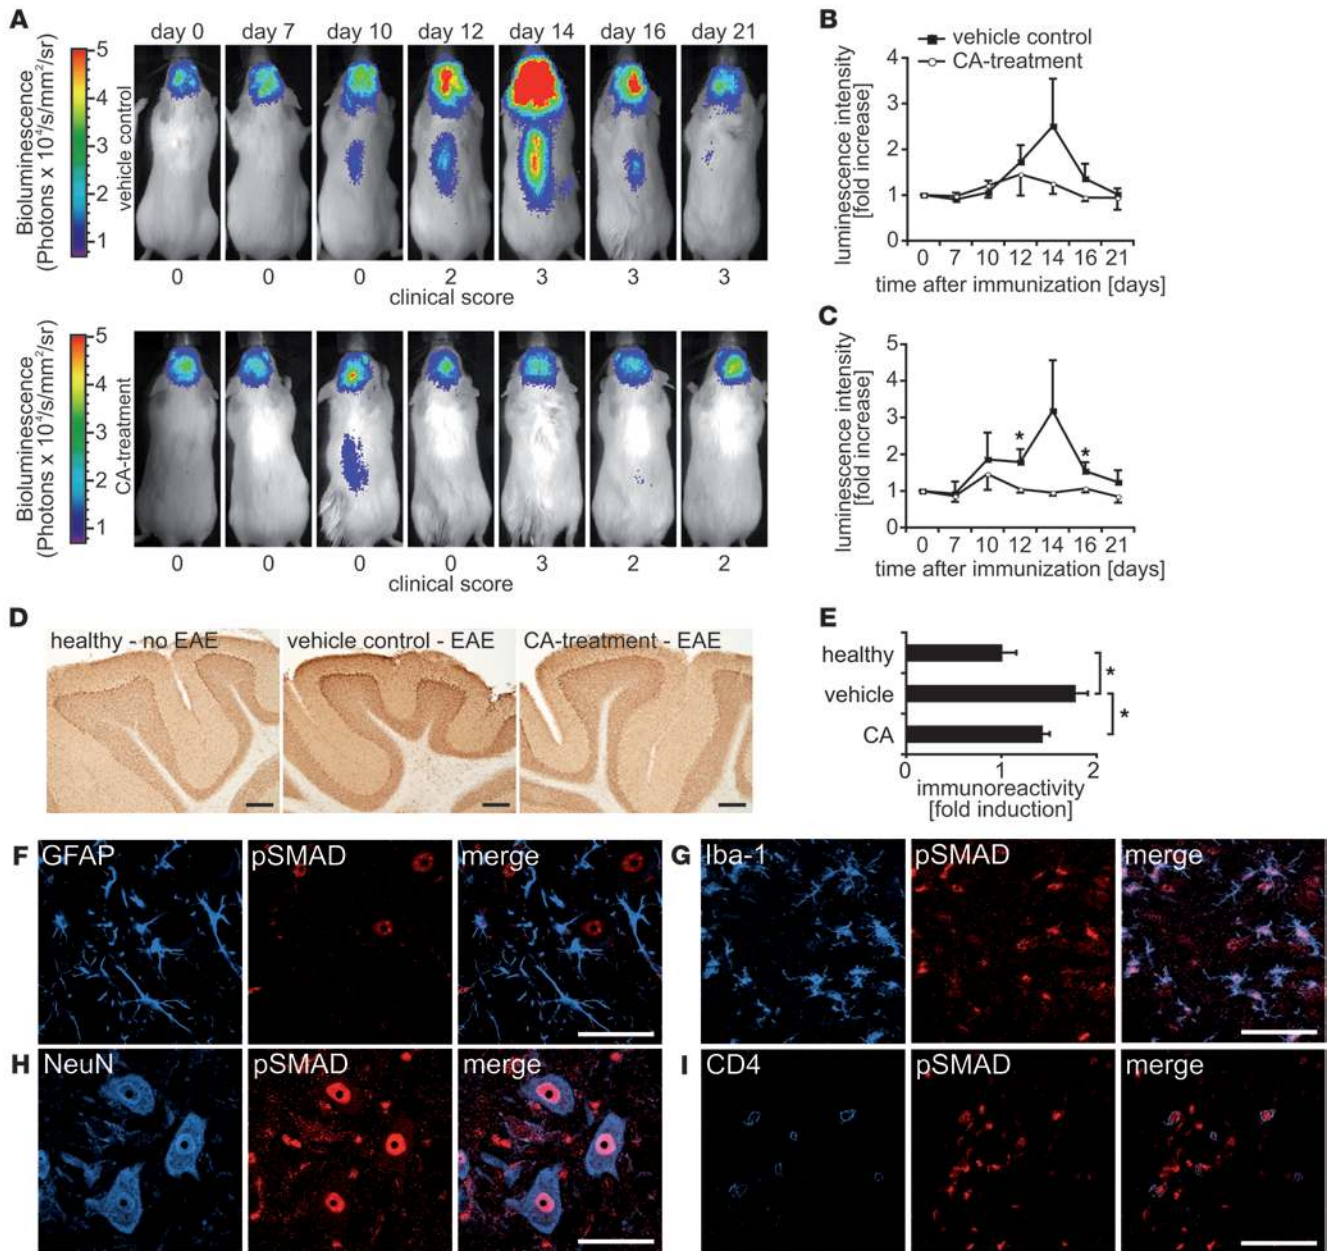 A
day 0 day 7 day 10 day 12 day 14 day 16 day 21
Bioluminescence
(Photons x 10⁴/s/mm²/sr)
vehicle control
5
4
3
2
1
0 0 0 2 3 3 3
clinical score
Bioluminescence
(Photons x 10⁴/s/mm²/sr)
CA-treatment
5
4
3
2
1
0 0 0 0 3 2 2
clinical score
B
vehicle control
CA-treatment
luminescence intensity
[fold increase]
4
3
2
1
0
0 7 10 12 14 16 21
time after immunization [days]
C
luminescence intensity
[fold increase]
5
4
3
2
1
0
* *
0 7 10 12 14 16 21
time after immunization [days]
D
healthy - no EAE vehicle control - EAE CA-treatment - EAE
E
healthy
vehicle
CA
*
*
0 1 2
immunoreactivity
[fold induction]
F GFAP pSMAD merge
G Iba-1 pSMAD merge
H NeuN pSMAD merge
I CD4 pSMAD merge